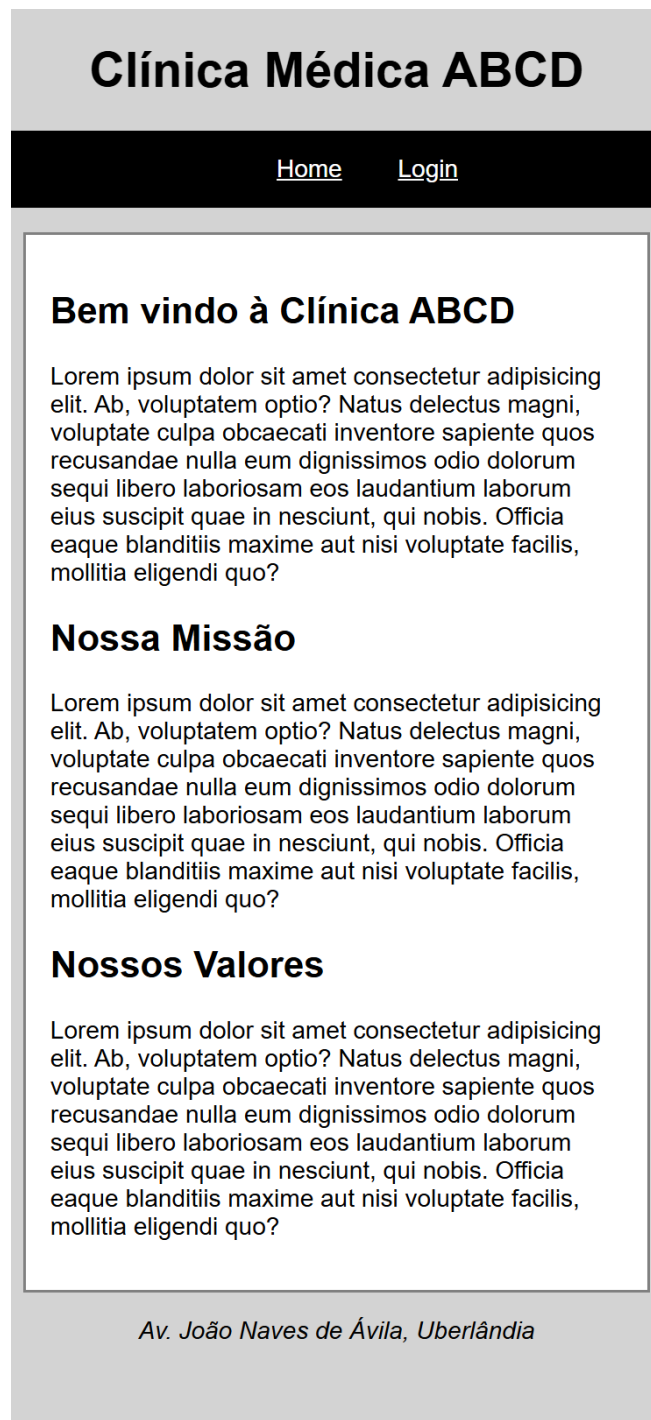 Clínica Médica ABCD
Home Login
Bem vindo à Clínica ABCD
Lorem ipsum dolor sit amet consectetur adipisicing
elit. Ab, voluptatem optio? Natus delectus magni,
voluptate culpa obcaecati inventore sapiente quos
recusandae nulla eum dignissimos odio dolorum
sequi libero laboriosam eos laudantium laborum
eius suscipit quae in nesciunt, qui nobis. Officia
eaque blanditiis maxime aut nisi voluptate facilis,
mollitia eligendi quo?
Nossa Missão
Lorem ipsum dolor sit amet consectetur adipisicing
elit. Ab, voluptatem optio? Natus delectus magni,
voluptate culpa obcaecati inventore sapiente quos
recusandae nulla eum dignissimos odio dolorum
sequi libero laboriosam eos laudantium laborum
eius suscipit quae in nesciunt, qui nobis. Officia
eaque blanditiis maxime aut nisi voluptate facilis,
mollitia eligendi quo?
Nossos Valores
Lorem ipsum dolor sit amet consectetur adipisicing
elit. Ab, voluptatem optio? Natus delectus magni,
voluptate culpa obcaecati inventore sapiente quos
recusandae nulla eum dignissimos odio dolorum
sequi libero laboriosam eos laudantium laborum
eius suscipit quae in nesciunt, qui nobis. Officia
eaque blanditiis maxime aut nisi voluptate facilis,
mollitia eligendi quo?
Av. João Naves de Ávila, Uberlândia